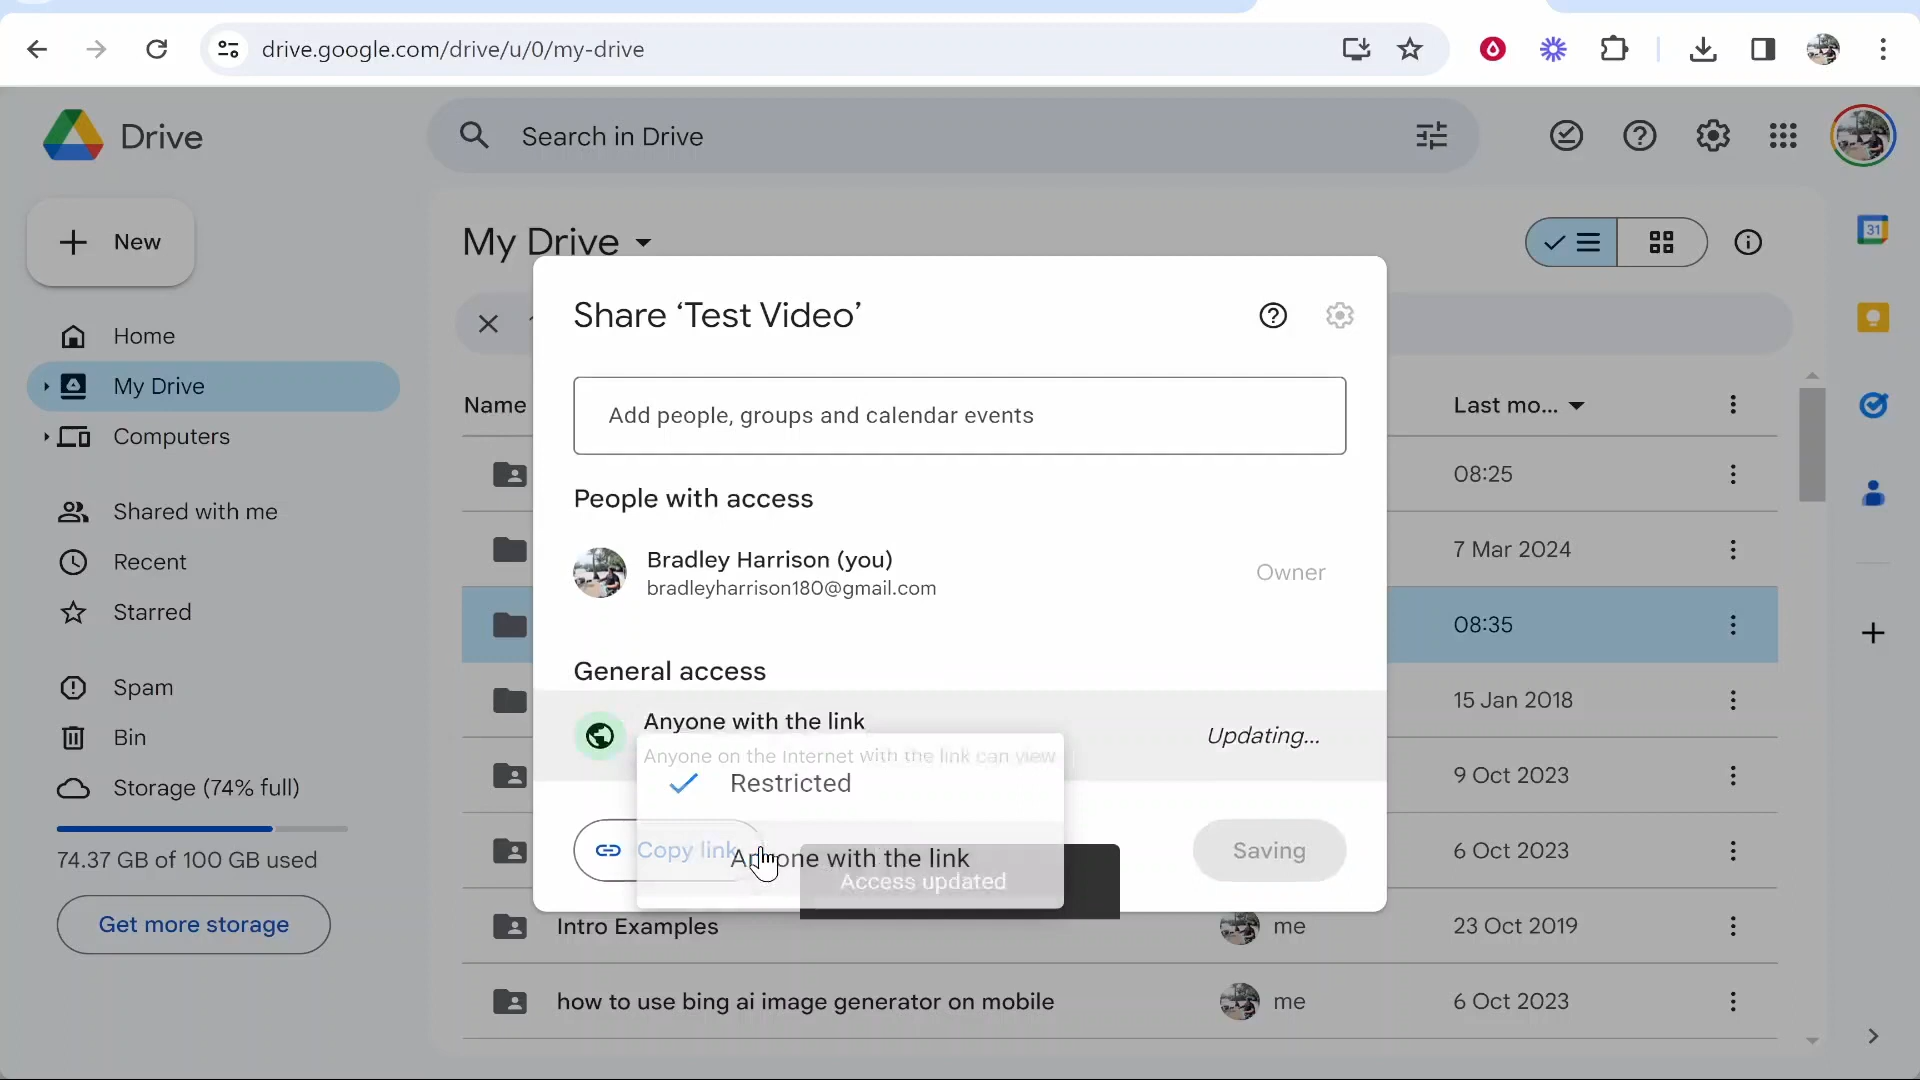 drive.google.com/drive/u/0/my-drive
Drive
Search in Drive
New
My Drive
31
Home
My Drive
Computers
Shared with me
Recent
Starred
Spam
Bin
Storage (74% full)
74.37 GB of 100 GB used
Get more storage
Name
Last mo...
08:25
7 Mar 2024
08:35
15 Jan 2018
9 Oct 2023
6 Oct 2023
Share ‘Test Video’
Add people, groups and calendar events
People with access
Bradley Harrison (you)
bradleyharrison180@gmail.com
Owner
General access
Anyone with the link
Anyone on the Internet with the link can view
Updating...
Restricted
Copy link
Anyone with the link
Saving
Access updated
Intro Examples
me
23 Oct 2019
how to use bing ai image generator on mobile
me
6 Oct 2023